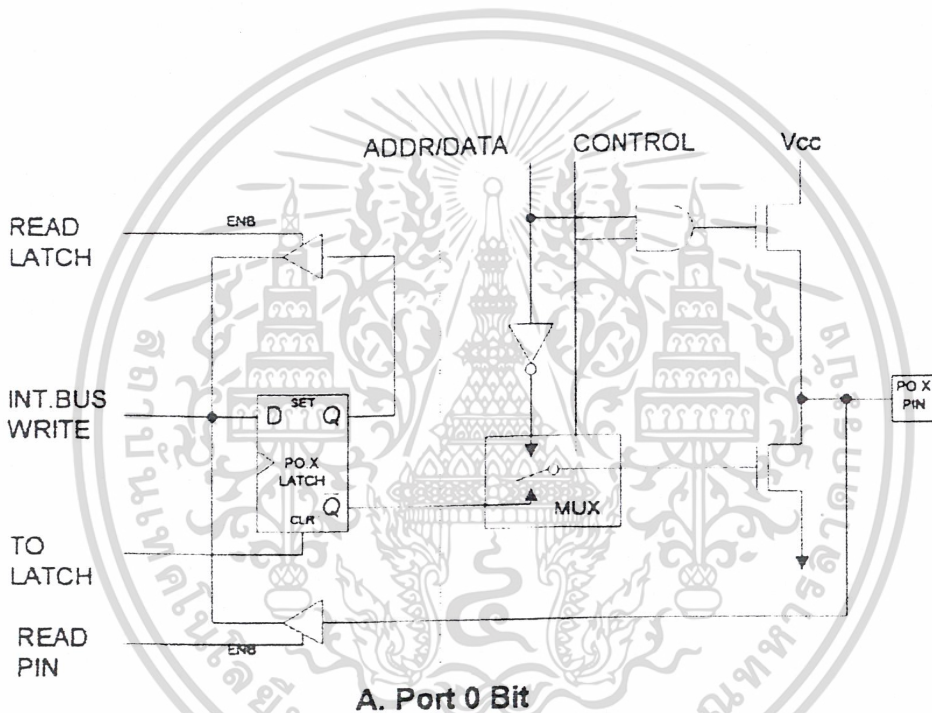 ADDR/DATA CONTROL Vcc
READ
LATCH
ENB
INT.BUS
WRITE
D SET Q
PO.X
LATCH
CLR Q
MUX
PO.X
PIN
TO
LATCH
READ
PIN
ENB
A. Port 0 Bit